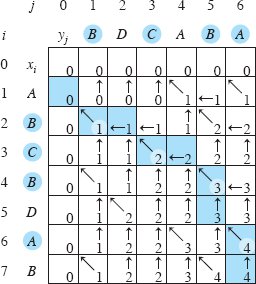 j 0 1 2 3 4 5 6
i y_j B D C A B A
0 x_i 0 0 0 0 0 0 0
1 A 0 ↑0 ↑0 ↑0 ↖1 ←1 ↖1
2 B 0 ↖1 ←1 ←1 ↑1 ↖2 ←2
3 C 0 ↑1 ↑1 ↖2 ←2 ↑2 ↑2
4 B 0 ↖1 ↑1 ↑2 ↑2 ↖3 ←3
5 D 0 ↑1 ↖2 ↑2 ↑2 ↑3 ↑3
6 A 0 ↑1 ↑2 ↑2 ↖3 ↑3 ↖4
7 B 0 ↖1 ↑2 ↑2 ↑3 ↖4 ↑4